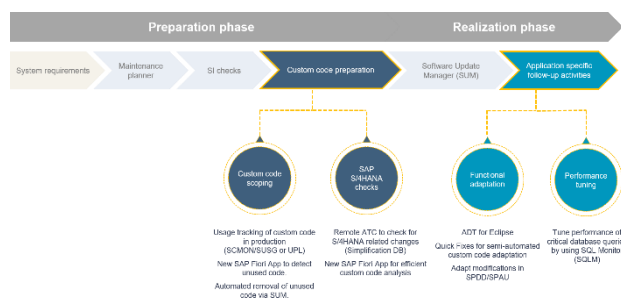 Preparation phase
Realization phase
System requirements
Maintenance
planner
SI checks
Custom code preparation
Software Update
Manager (SUM)
Application specific
follow-up activities
Custom code
scoping
SAP
S/4HANA
checks
Functional
adaptation
Performance
tuning
Usage tracking of custom code
in production
(SCMON/SUSG or UPL)
New SAP Fiori App to detect
unused code.
Automated removal of unused
code via SUM.
Remote ATC to check for
S/4HANA related changes
(Simplification DB)
New SAP Fiori App for efficient
custom code analysis
ADT for Eclipse
Quick Fixes for semi-automated
custom code adaptation
Adapt modifications in
SPDD/SPAU
Tune performance of
critical database queri
by using SQL Monito
(SQLM)